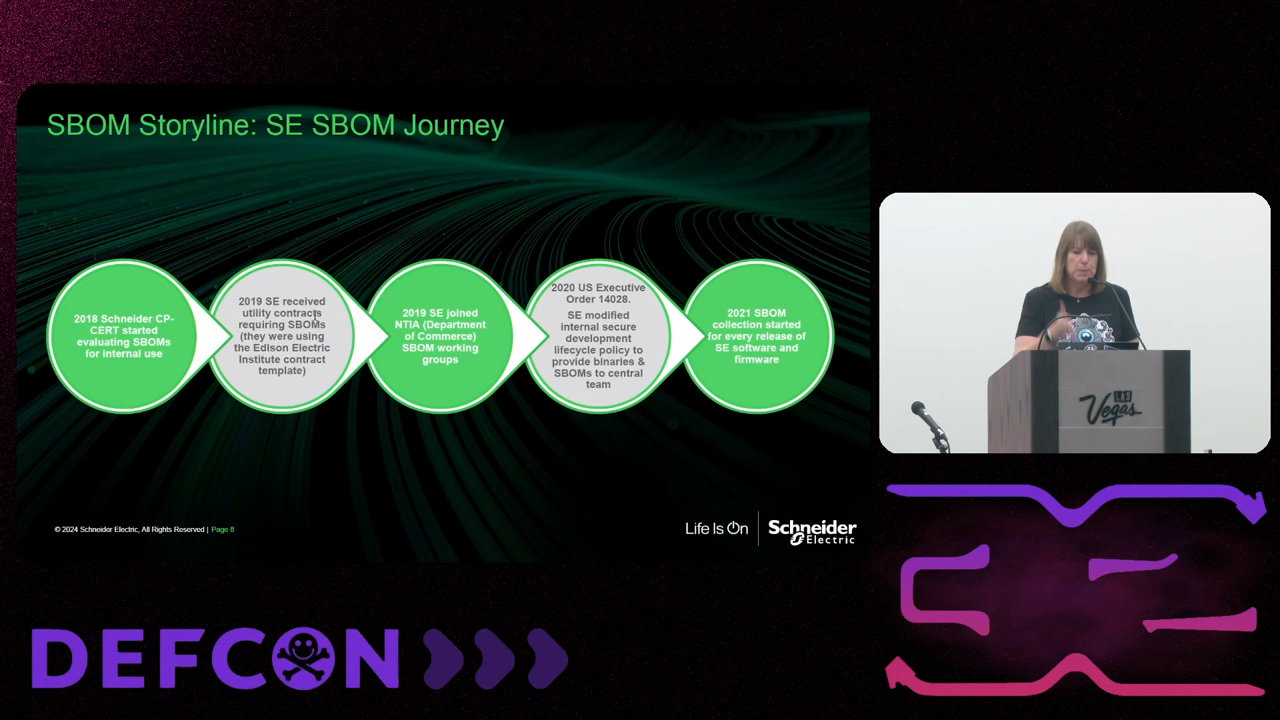 SBOM Storyline: SE SBOM Journey
2018 Schneider CP-
CERT started
evaluating SBOMs
for internal use
2019 SE received
utility contracts
requiring SBOMs
(they were using
the Edison Electric
Institute contract
template)
2019 SE joined
NTIA (Department
of Commerce)
SBOM working
groups
2020 US Executive
Order 14028.
SE modified
internal secure
development
lifecycle policy to
provide binaries &
SBOMs to central
team
2021 SBOM
collection started
for every release of
SE software and
firmware
© 2024 Schneider Electric, All Rights Reserved | Page 8
Life Is On
Schneider
Electric
LAS
Vegas
DEFCON